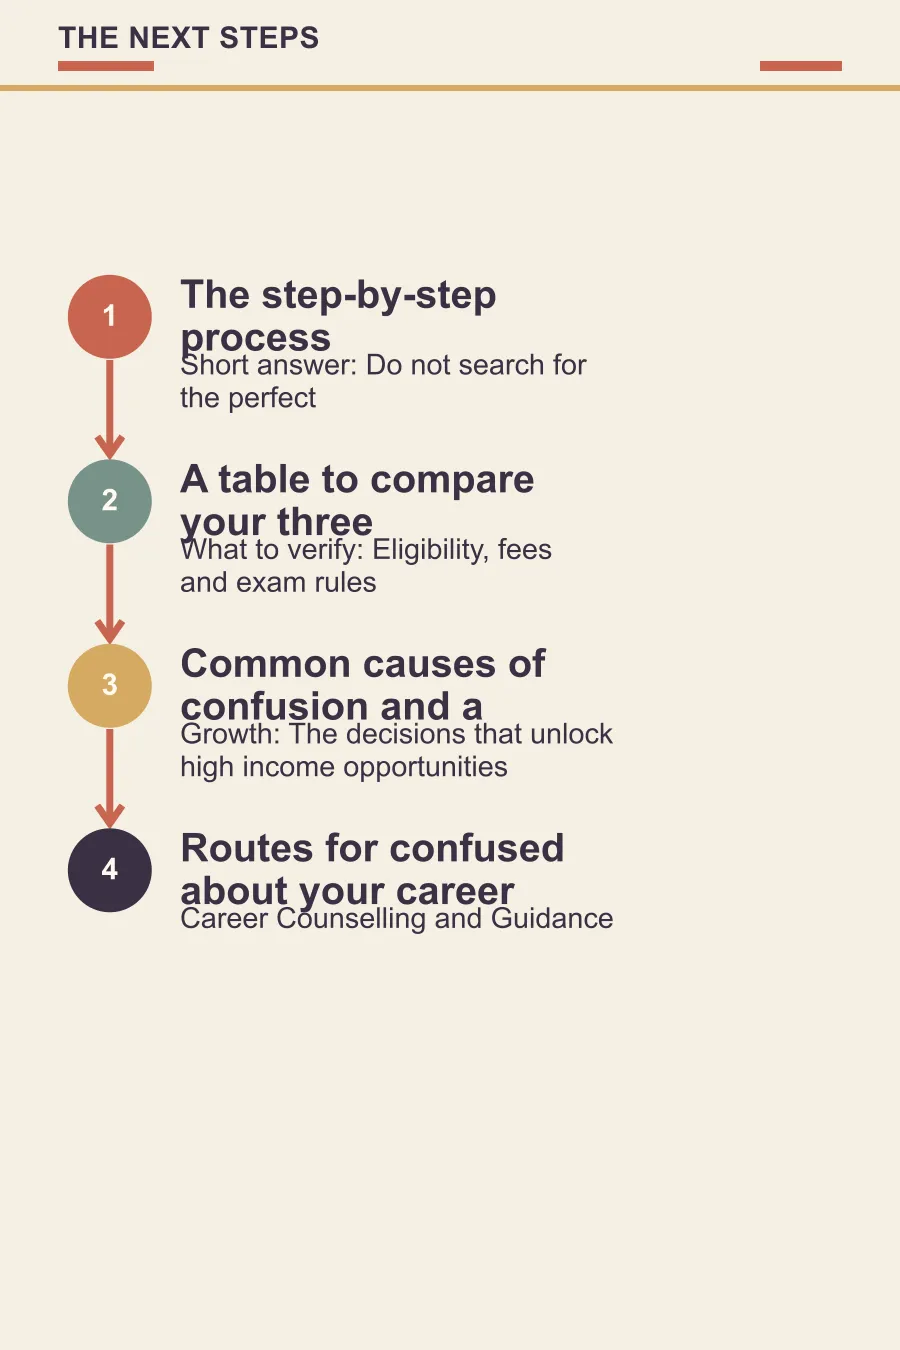 THE NEXT STEPS
1
The step-by-step
process
Short answer: Do not search for
the perfect
2
A table to compare
your three
What to verify: Eligibility, fees
and exam rules
3
Common causes of
confusion and a
Growth: The decisions that unlock
high income opportunities
4
Routes for confused
about your career
Career Counselling and Guidance